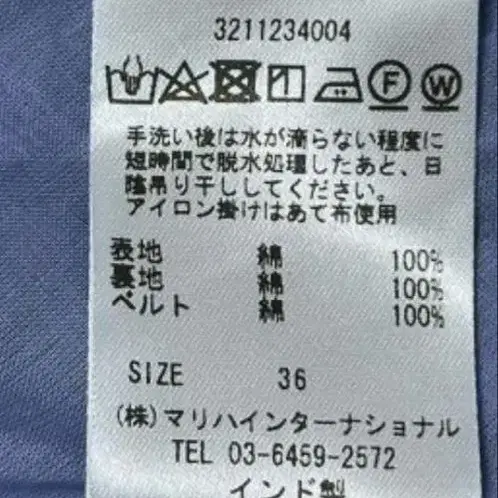 3211234004
F W
手洗い後は水が滴らない程度に
短時間で脱水処理したあと、日
陰吊り干ししてください。
アイロン掛けはあて布使用
表地 綿 100%
裏地 綿 100%
ベルト 綿 100%
SIZE 36
(株)マリハインターナショナル
TEL 03-6459-2572
インド製